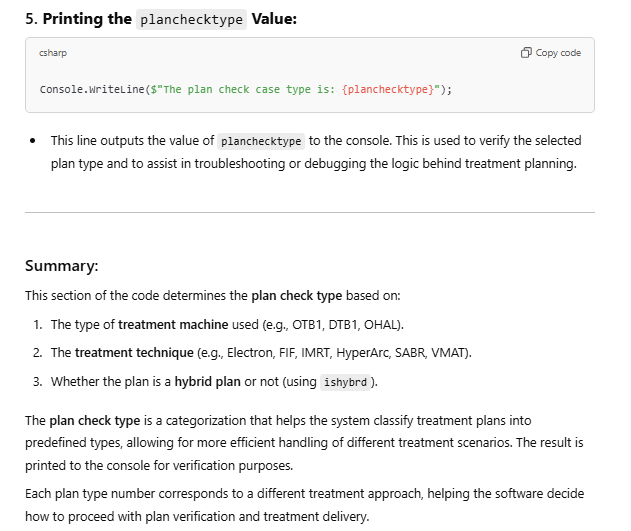 5. Printing the planchecktype Value:
csharp
Copy code
Console.WriteLine($"The plan check case type is: {planchecktype}");
• This line outputs the value of planchecktype to the console. This is used to verify the selected
plan type and to assist in troubleshooting or debugging the logic behind treatment planning.
Summary:
This section of the code determines the plan check type based on:
1. The type of treatment machine used (e.g., OTB1, DTB1, OHAL).
2. The treatment technique (e.g., Electron, FIF, IMRT, HyperArc, SABR, VMAT).
3. Whether the plan is a hybrid plan or not (using ishybrd ).
The plan check type is a categorization that helps the system classify treatment plans into
predefined types, allowing for more efficient handling of different treatment scenarios. The result is
printed to the console for verification purposes.
Each plan type number corresponds to a different treatment approach, helping the software decide
how to proceed with plan verification and treatment delivery.